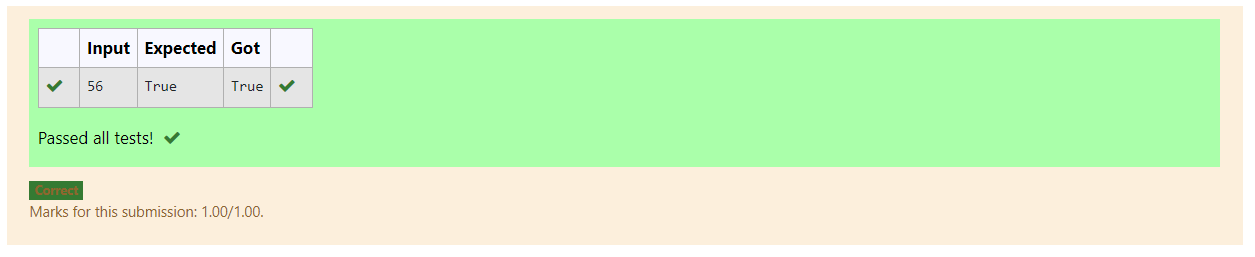 Input Expected Got
56 True True
Passed all tests!
Correct
Marks for this submission: 1.00/1.00.